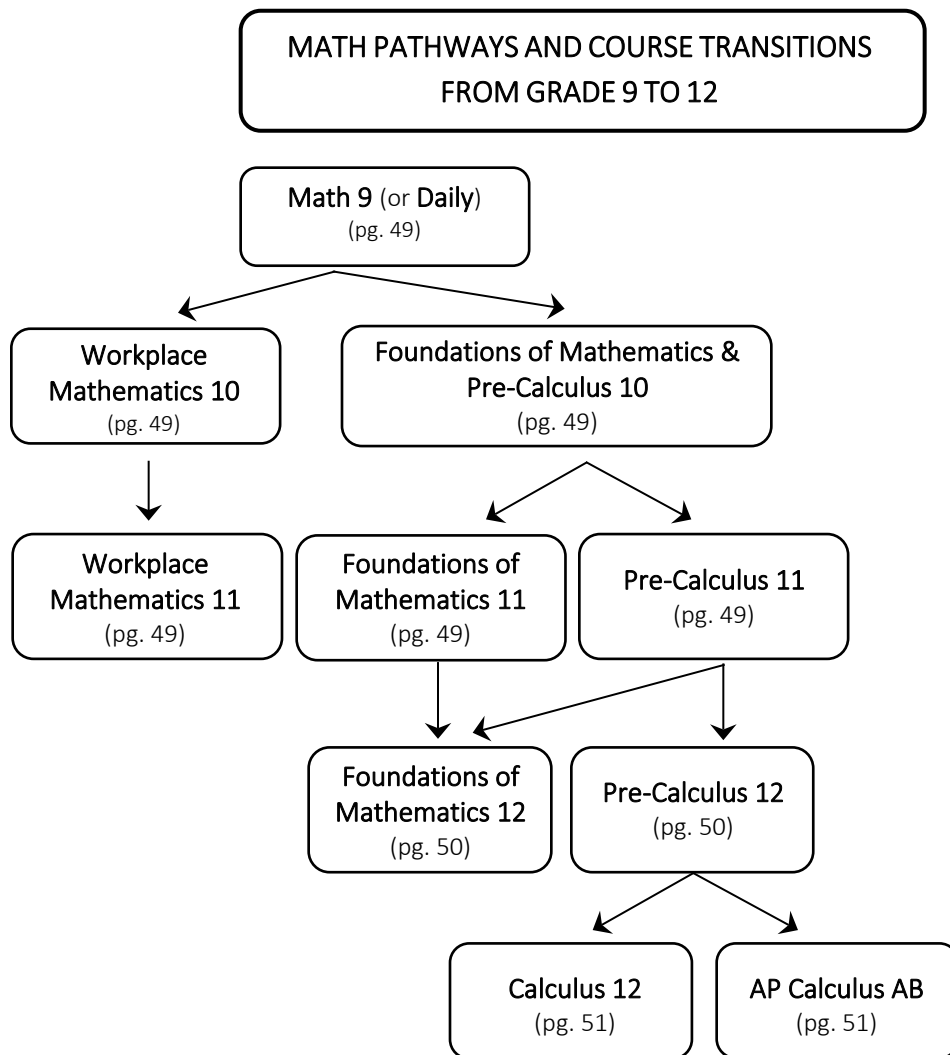 MATH PATHWAYS AND COURSE TRANSITIONS
FROM GRADE 9 TO 12
Math 9 (or Daily)
(pg. 49)
Workplace
Mathematics 10
(pg. 49)
Foundations of Mathematics &
Pre-Calculus 10
(pg. 49)
Workplace
Mathematics 11
(pg. 49)
Foundations of
Mathematics 11
(pg. 49)
Pre-Calculus 11
(pg. 49)
Foundations of
Mathematics 12
(pg. 50)
Pre-Calculus 12
(pg. 50)
Calculus 12
(pg. 51)
AP Calculus AB
(pg. 51)